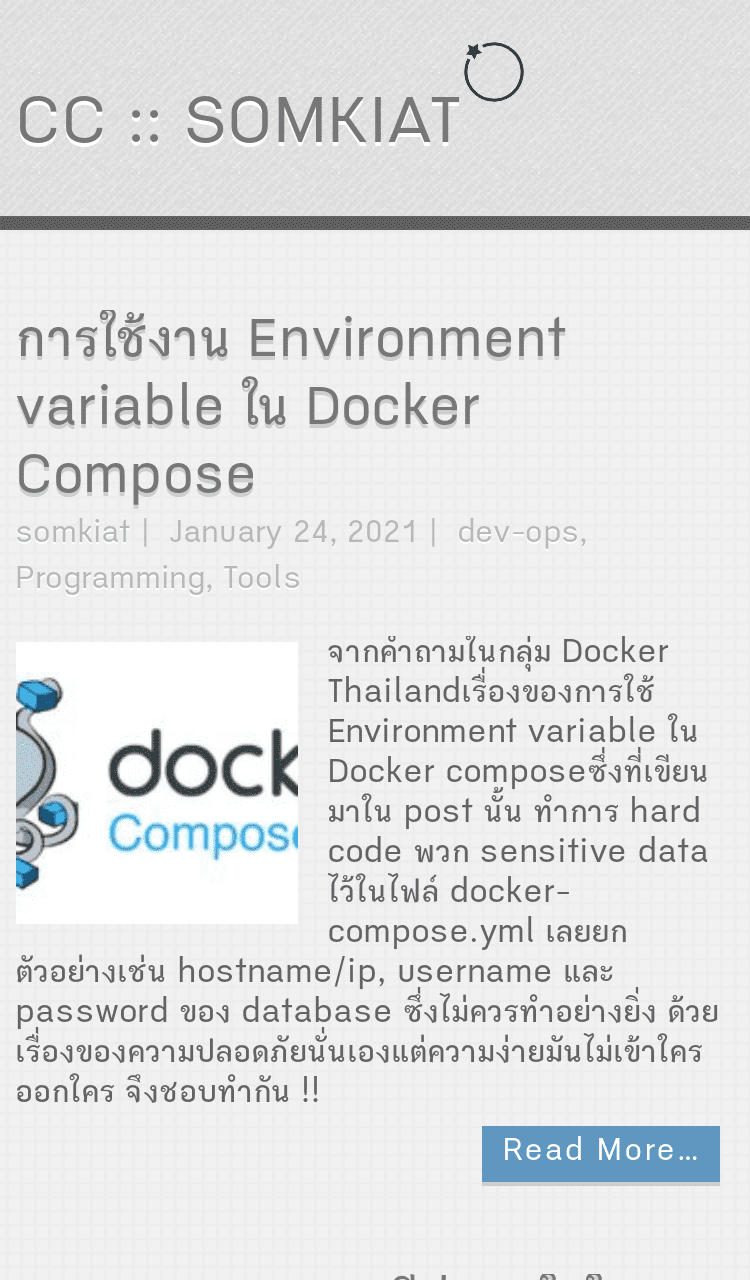 CC :: SOMKIAT
การใช้งาน Environment
variable ใน Docker
Compose
somkiat | January 24, 2021 | dev-ops,
Programming, Tools
dock
Compose
จากคำถามในกลุ่ม Docker
Thailandเรื่องของการใช้
Environment variable ใน
Docker composeซึ่งที่เขียน
มาใน post นั้น ทำการ hard
code พวก sensitive data
ไว้ในไฟล์ docker-
compose.yml เลยยก
ตัวอย่างเช่น hostname/ip, username และ
password ของ database ซึ่งไม่ควรทำอย่างยิ่ง ด้วย
เรื่องของความปลอดภัยนั่นเองแต่ความง่ายมันไม่เข้าใคร
ออกใคร จึงชอบทำกัน !!
Read More…